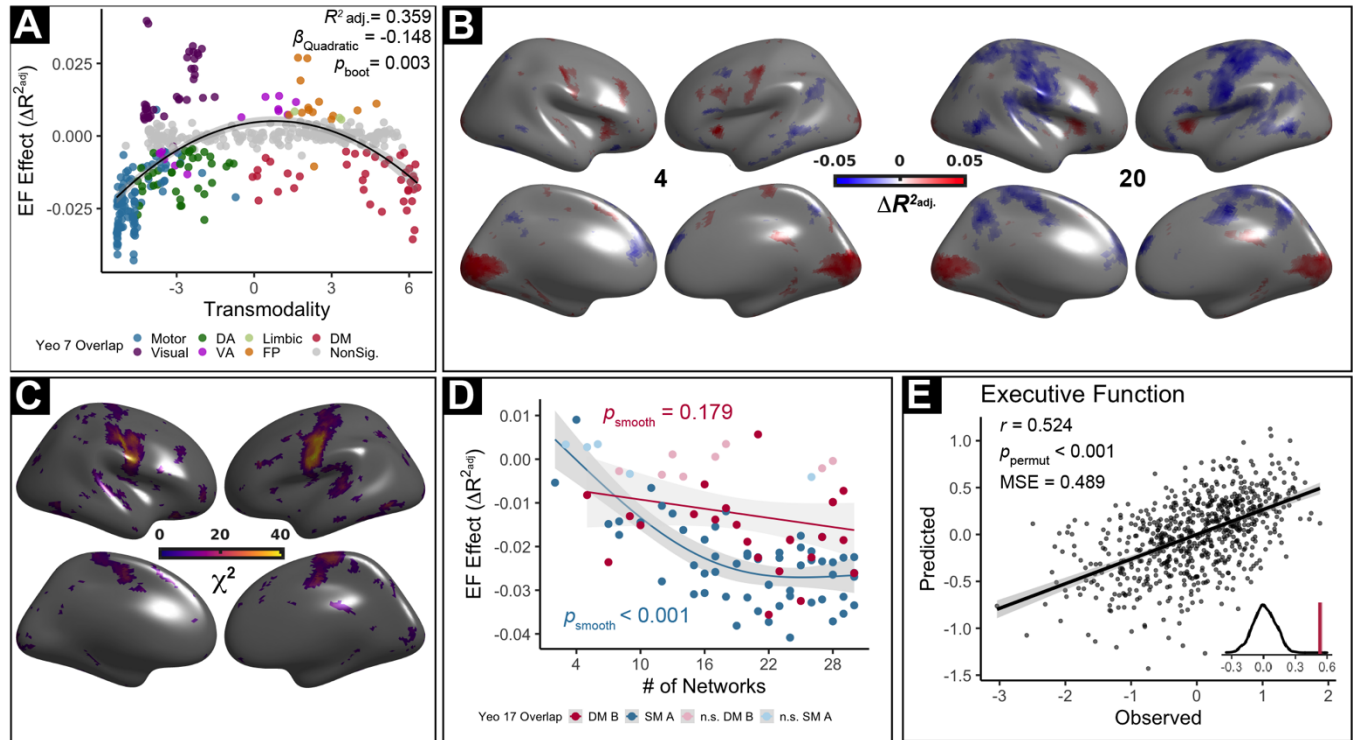 A
R² adj.= 0.359
βQuadratic = -0.148
pboot= 0.003
EF Effect (ΔR²adj)
0.025
0.000
-0.025
-3
0
3
6
Transmodality
Yeo 7 Overlap
Motor
DA
Limbic
DM
Visual
VA
FP
NonSig.
B
-0.05
0
0.05
4
ΔR²adj.
20
C
0
20
40
χ²
D
psmooth = 0.179
psmooth < 0.001
EF Effect (ΔR²adj)
0.01
0.00
-0.01
-0.02
-0.03
-0.04
4
10
16
22
28
# of Networks
Yeo 17 Overlap
DM B
SM A
n.s. DM B
n.s. SM A
E
Executive Function
r = 0.524
ppermut < 0.001
MSE = 0.489
Predicted
1.0
0.5
0.0
-0.5
-1.0
-1.5
-0.3
0.0
0.3
0.6
-3
-2
-1
0
1
2
Observed